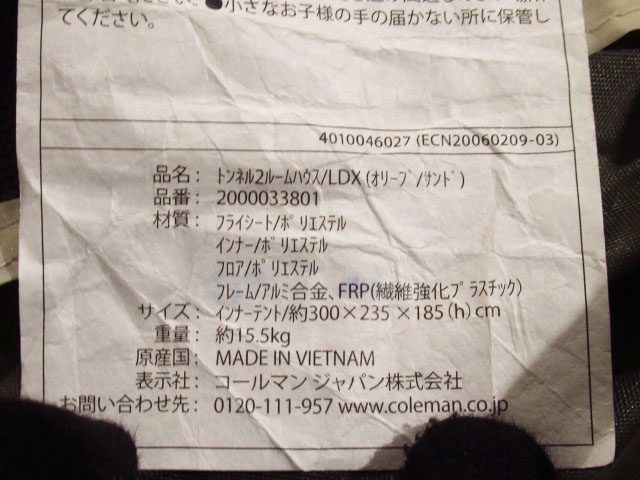 ●小さなお子様の手の届かない所に保管し
てください。
4010046027 (ECN20060209-03)
品名： ﾄﾝﾈﾙ2ﾙｰﾑﾊｳｽ/LDX (ｵﾘｰﾌﾞ/ｻﾝﾄﾞ)
品番： 2000033801
材質： ﾌﾗｲｼｰﾄ/ﾎﾟﾘｴｽﾃﾙ
ｲﾝﾅｰ/ﾎﾟﾘｴｽﾃﾙ
ﾌﾛｱ/ﾎﾟﾘｴｽﾃﾙ
ﾌﾚｰﾑ/ｱﾙﾐ合金、FRP(繊維強化ﾌﾟﾗｽﾁｯｸ)
サイズ： ｲﾝﾅｰﾃﾝﾄ/約300×235×185(h)cm
重量： 約15.5kg
原産国： MADE IN VIETNAM
表示社： コールマン ジャパン株式会社
お問い合わせ先： 0120-111-957 www.coleman.co.jp